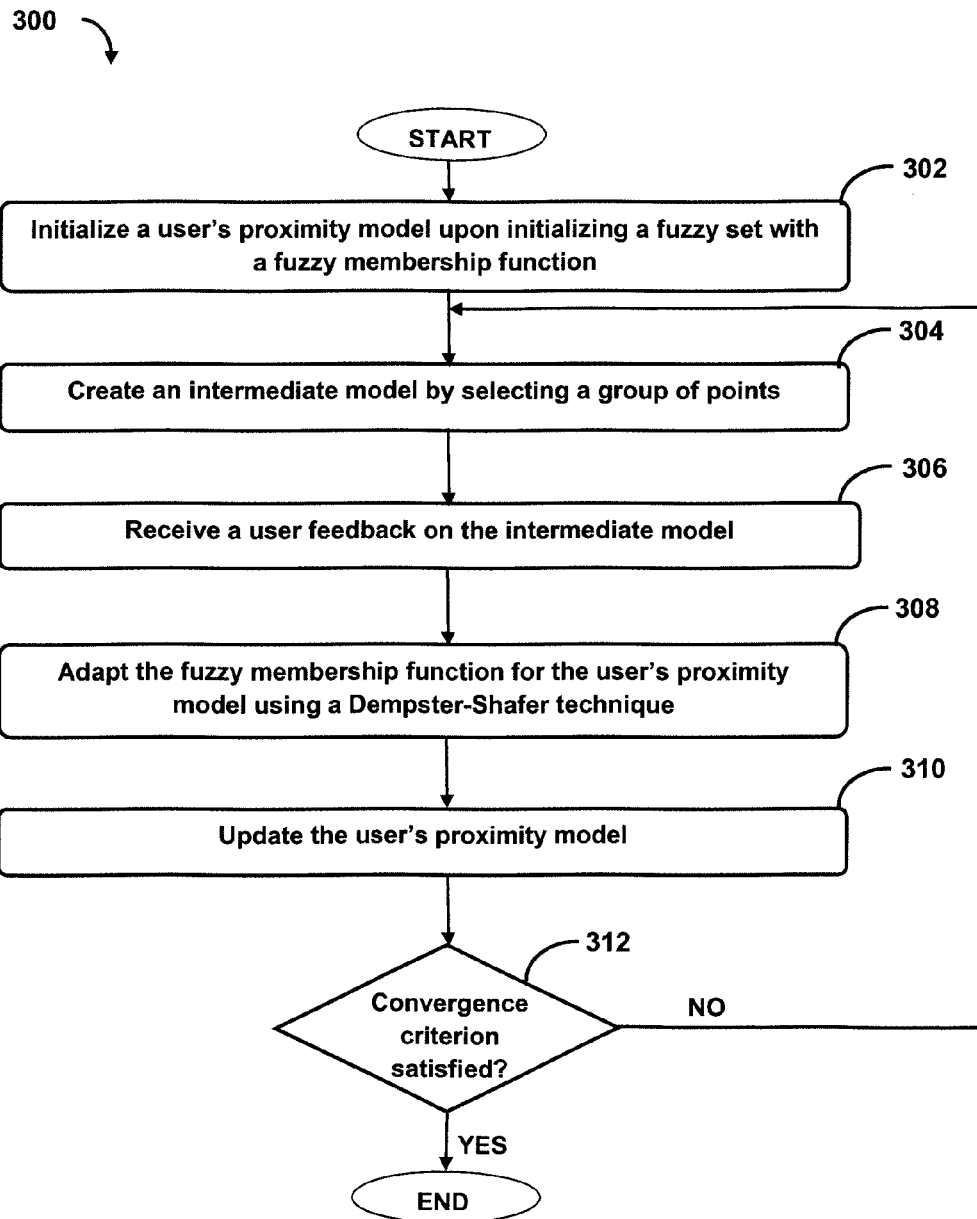 300
START
302
Initialize a user's proximity model upon initializing a fuzzy set with
a fuzzy membership function
304
Create an intermediate model by selecting a group of points
306
Receive a user feedback on the intermediate model
308
Adapt the fuzzy membership function for the user's proximity
model using a Dempster-Shafer technique
310
Update the user's proximity model
312
Convergence
criterion
satisfied?
NO
YES
END